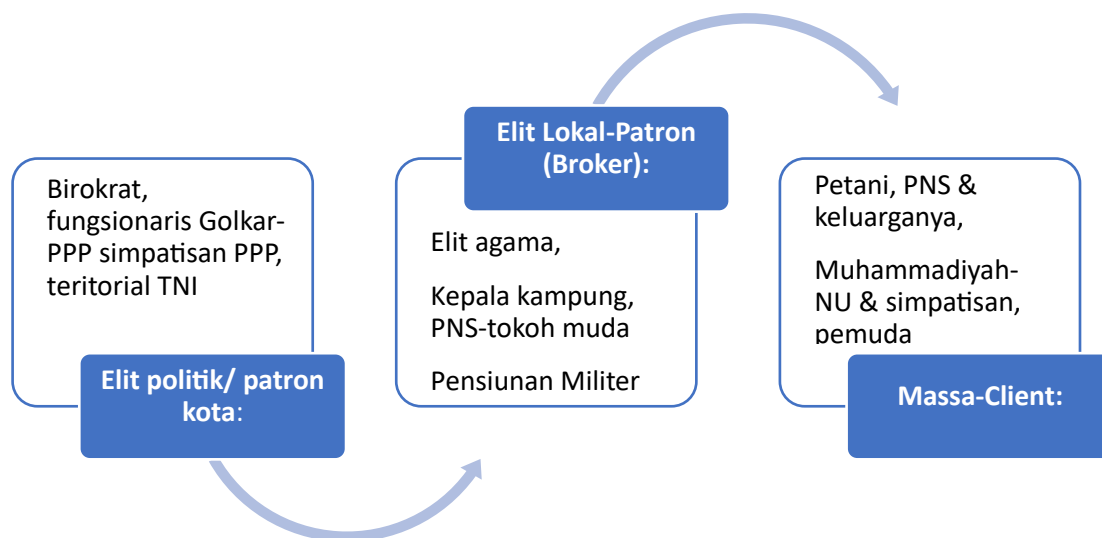 Birokrat,
fungsionaris Golkar-
PPP simpatisan PPP,
teritorial TNI
Elit politik/ patron
kota:
Elit Lokal-Patron
(Broker):
Elit agama,
Kepala kampung,
PNS-tokoh muda
Pensiunan Militer
Petani, PNS &
keluarganya,
Muhammadiyah-
NU & simpatisan,
pemuda
Massa-Client: